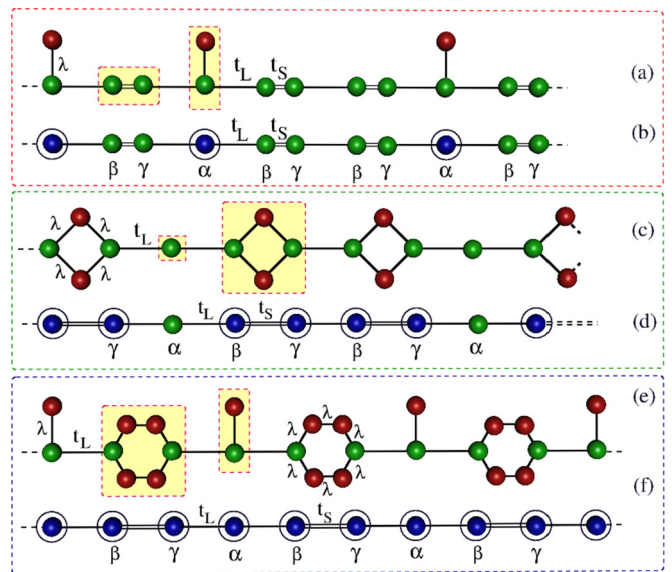 λ t_L t_S (a)
t_L t_S (b)
β γ α β γ β γ α β γ
λ λ t_L (c)
λ λ
t_L t_S (d)
γ α β γ β γ α
λ (e)
t_L λ λ λ
λ λ λ
t_L t_S (f)
β γ α β γ α β γ